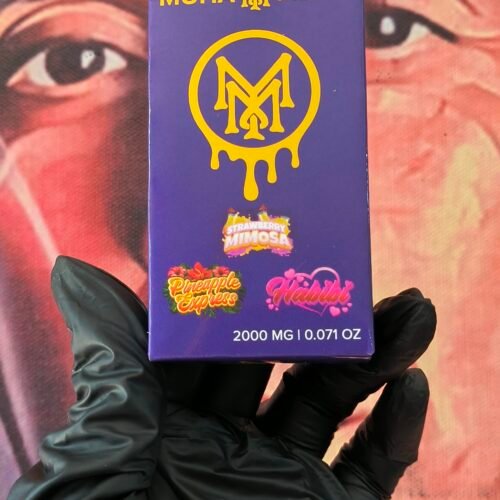 STRAWBERRY
MIMOSA
Pineapple
Express
Habibi
2000 MG | 0.071 OZ